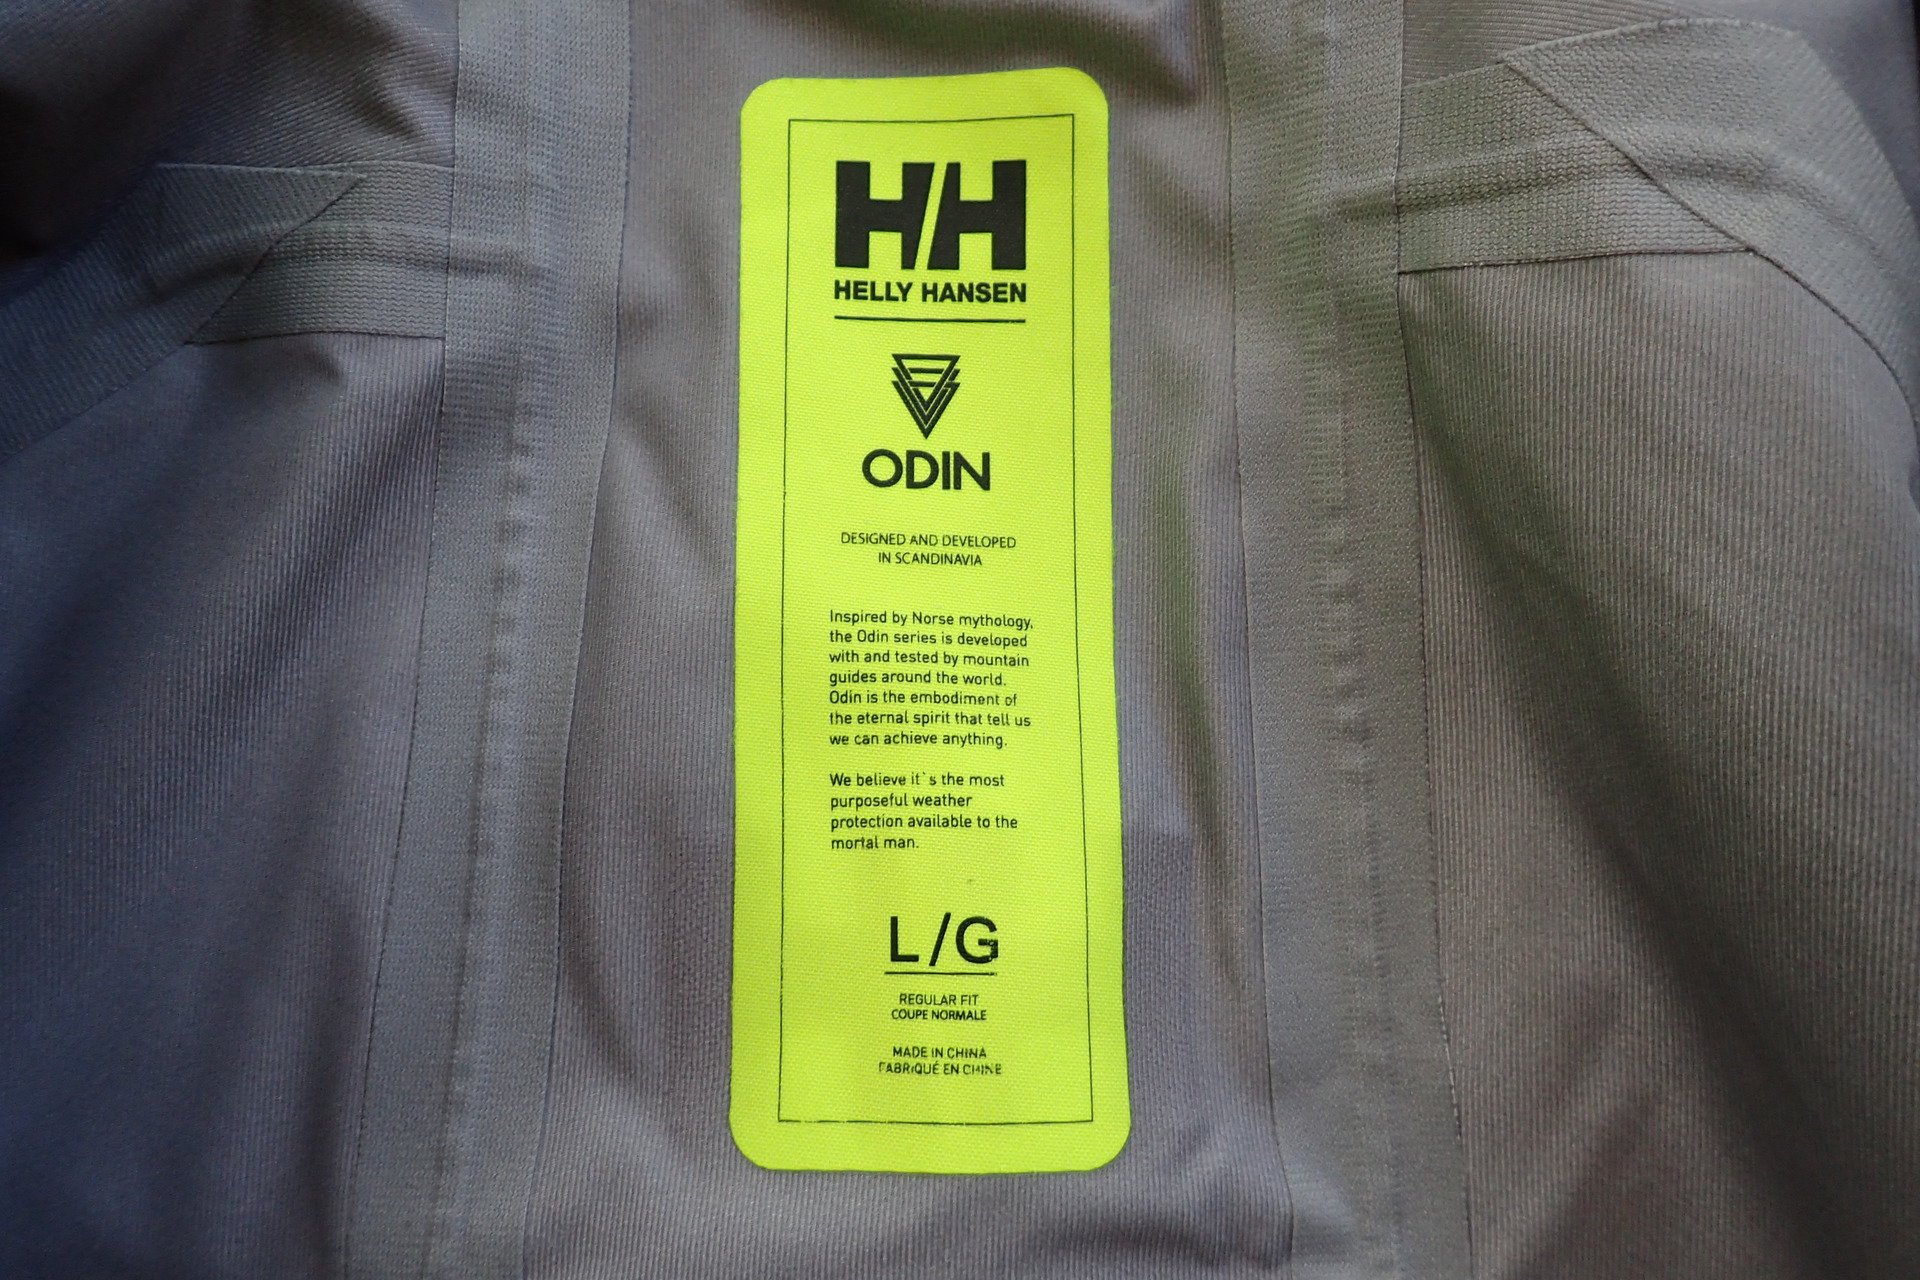 HH
HELLY HANSEN
ODIN
DESIGNED AND DEVELOPED
IN SCANDINAVIA
Inspired by Norse mythology,
the Odin series is developed
with and tested by mountain
guides around the world.
Odin is the embodiment of
the eternal spirit that tell us
we can achieve anything.
We believe it`s the most
purposeful weather
protection available to the
mortal man.
L/G
REGULAR FIT
COUPE NORMALE
MADE IN CHINA
FABRIQUÉ EN CHINE